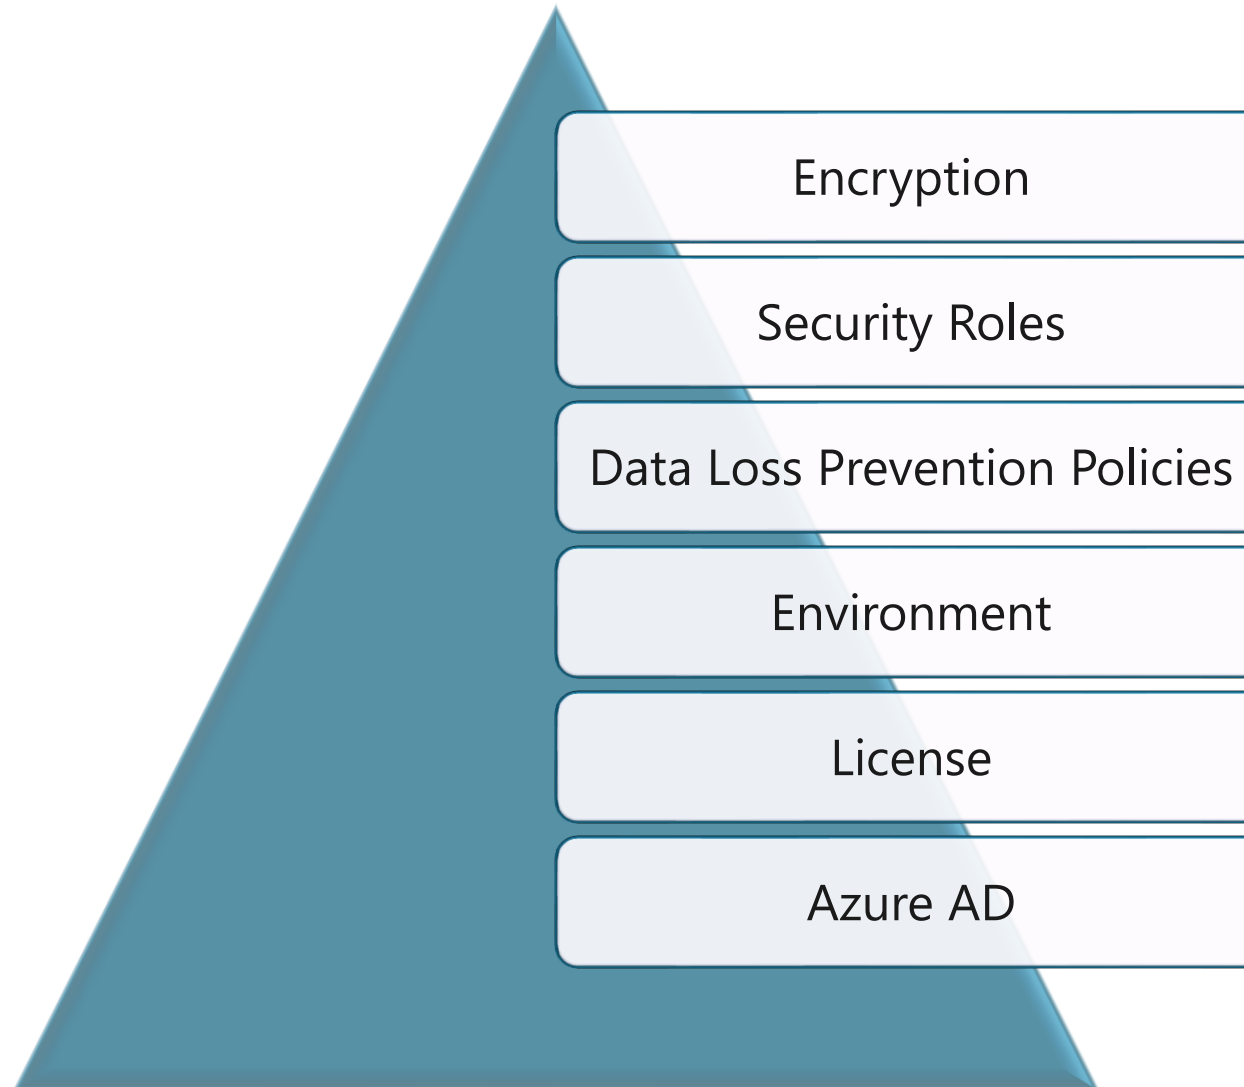 Encryption
Security Roles
Data Loss Prevention Policies
Environment
License
Azure AD